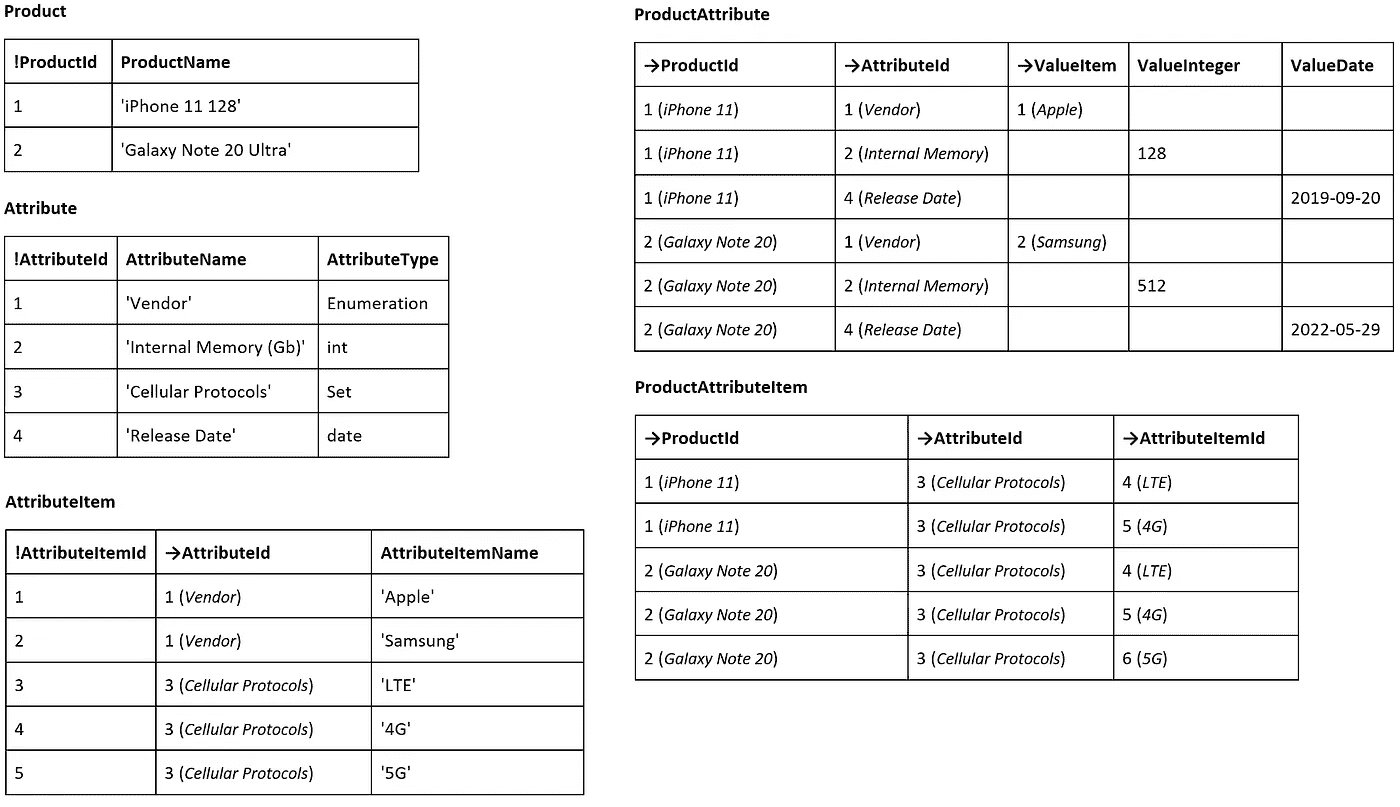 Product
!ProductId ProductName
1 'iPhone 11 128'
2 'Galaxy Note 20 Ultra'
Attribute
!AttributeId AttributeName AttributeType
1 'Vendor' Enumeration
2 'Internal Memory (Gb)' int
3 'Cellular Protocols' Set
4 'Release Date' date
AttributeItem
!AttributeItemId →AttributeId AttributeItemName
1 1 (Vendor) 'Apple'
2 1 (Vendor) 'Samsung'
3 3 (Cellular Protocols) 'LTE'
4 3 (Cellular Protocols) '4G'
5 3 (Cellular Protocols) '5G'
ProductAttribute
→ProductId →AttributeId →ValueItem ValueInteger ValueDate
1 (iPhone 11) 1 (Vendor) 1 (Apple)
1 (iPhone 11) 2 (Internal Memory) 128
1 (iPhone 11) 4 (Release Date) 2019-09-20
2 (Galaxy Note 20) 1 (Vendor) 2 (Samsung)
2 (Galaxy Note 20) 2 (Internal Memory) 512
2 (Galaxy Note 20) 4 (Release Date) 2022-05-29
ProductAttributeItem
→ProductId →AttributeId →AttributeItemId
1 (iPhone 11) 3 (Cellular Protocols) 4 (LTE)
1 (iPhone 11) 3 (Cellular Protocols) 5 (4G)
2 (Galaxy Note 20) 3 (Cellular Protocols) 4 (LTE)
2 (Galaxy Note 20) 3 (Cellular Protocols) 5 (4G)
2 (Galaxy Note 20) 3 (Cellular Protocols) 6 (5G)